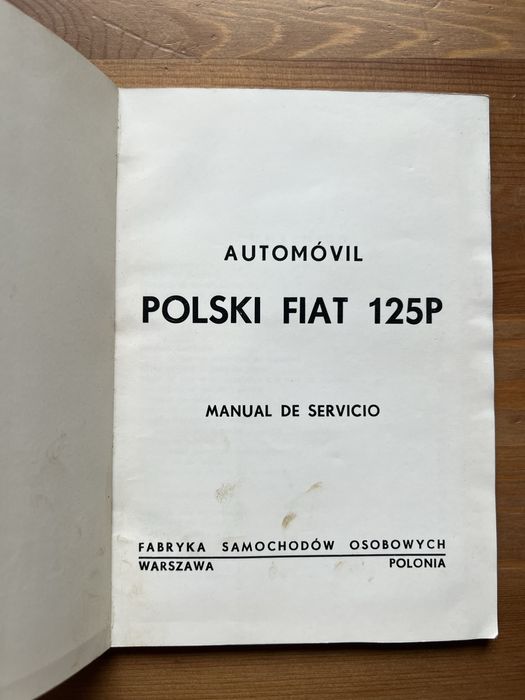 AUTOMÓVIL
POLSKI FIAT 125P
MANUAL DE SERVICIO
FABRYKA SAMOCHODÓW OSOBOWYCH
WARSZAWA POLONIA